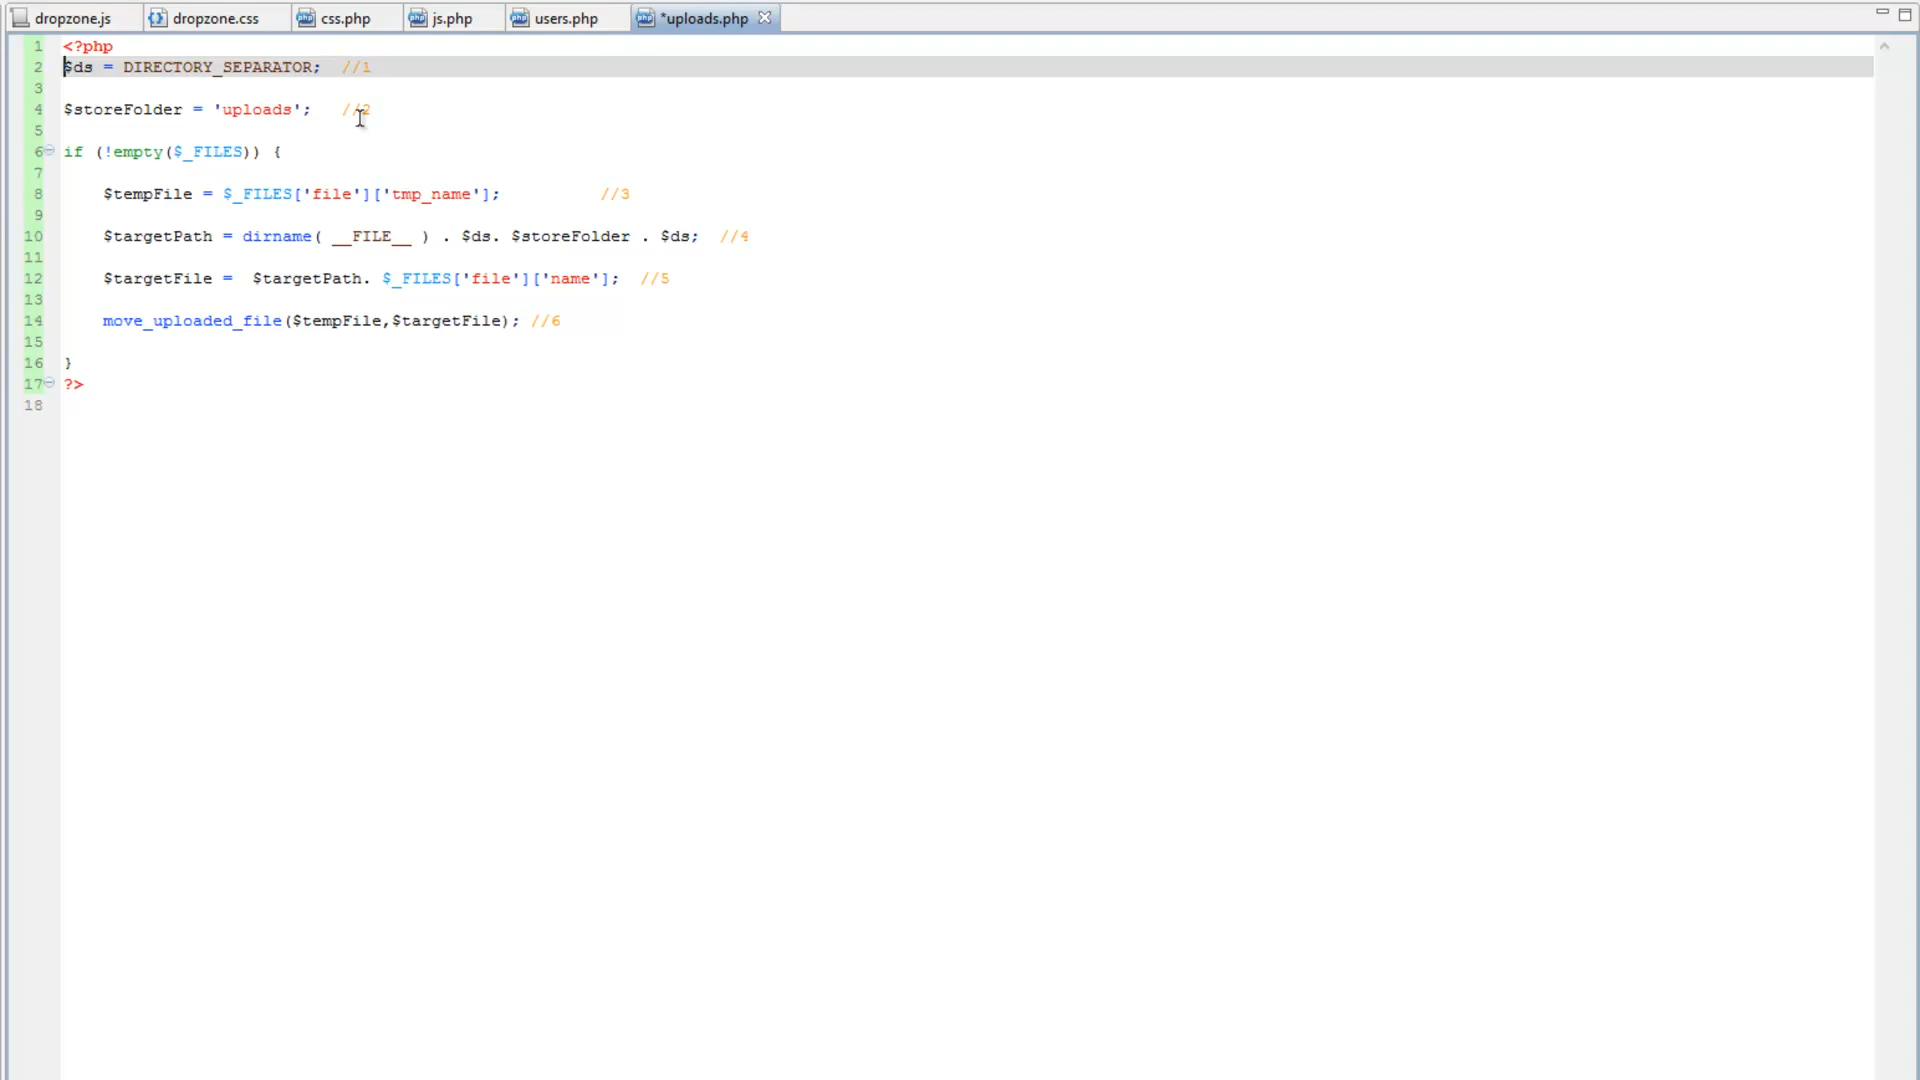 dropzone.js dropzone.css css.php js.php users.php *uploads.php
1 <?php
2 $ds = DIRECTORY_SEPARATOR;  //1
3
4 $storeFolder = 'uploads';   //2
5
6 if (!empty($_FILES)) {
7
8     $tempFile = $_FILES['file']['tmp_name'];          //3
9
10     $targetPath = dirname( __FILE__ ) . $ds. $storeFolder . $ds;  //4
11
12     $targetFile =  $targetPath. $_FILES['file']['name'];  //5
13
14     move_uploaded_file($tempFile,$targetFile); //6
15
16 }
17 ?>
18